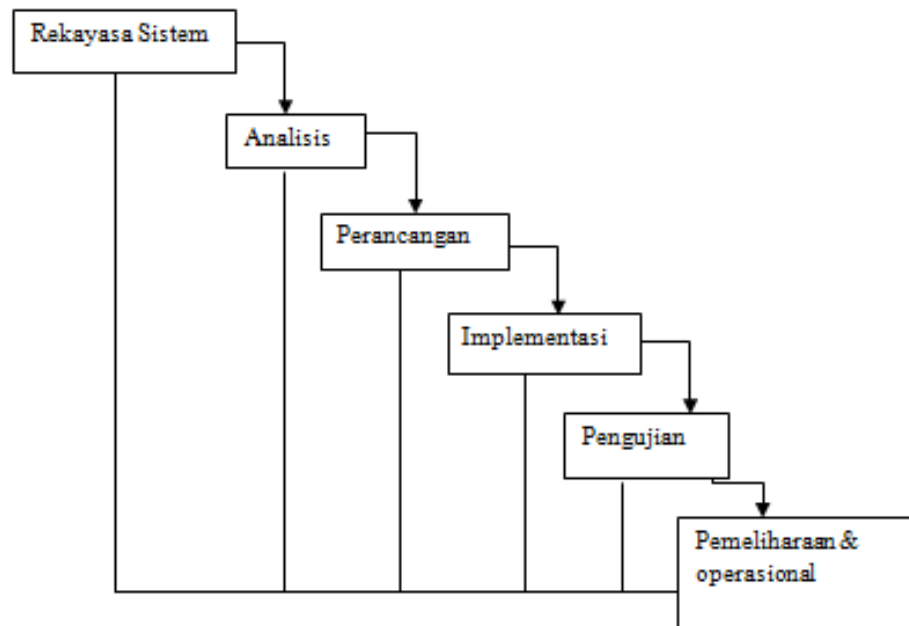 Rekayasa Sistem
Analisis
Perancangan
Implementasi
Pengujian
Pemeliharaan &
operasional